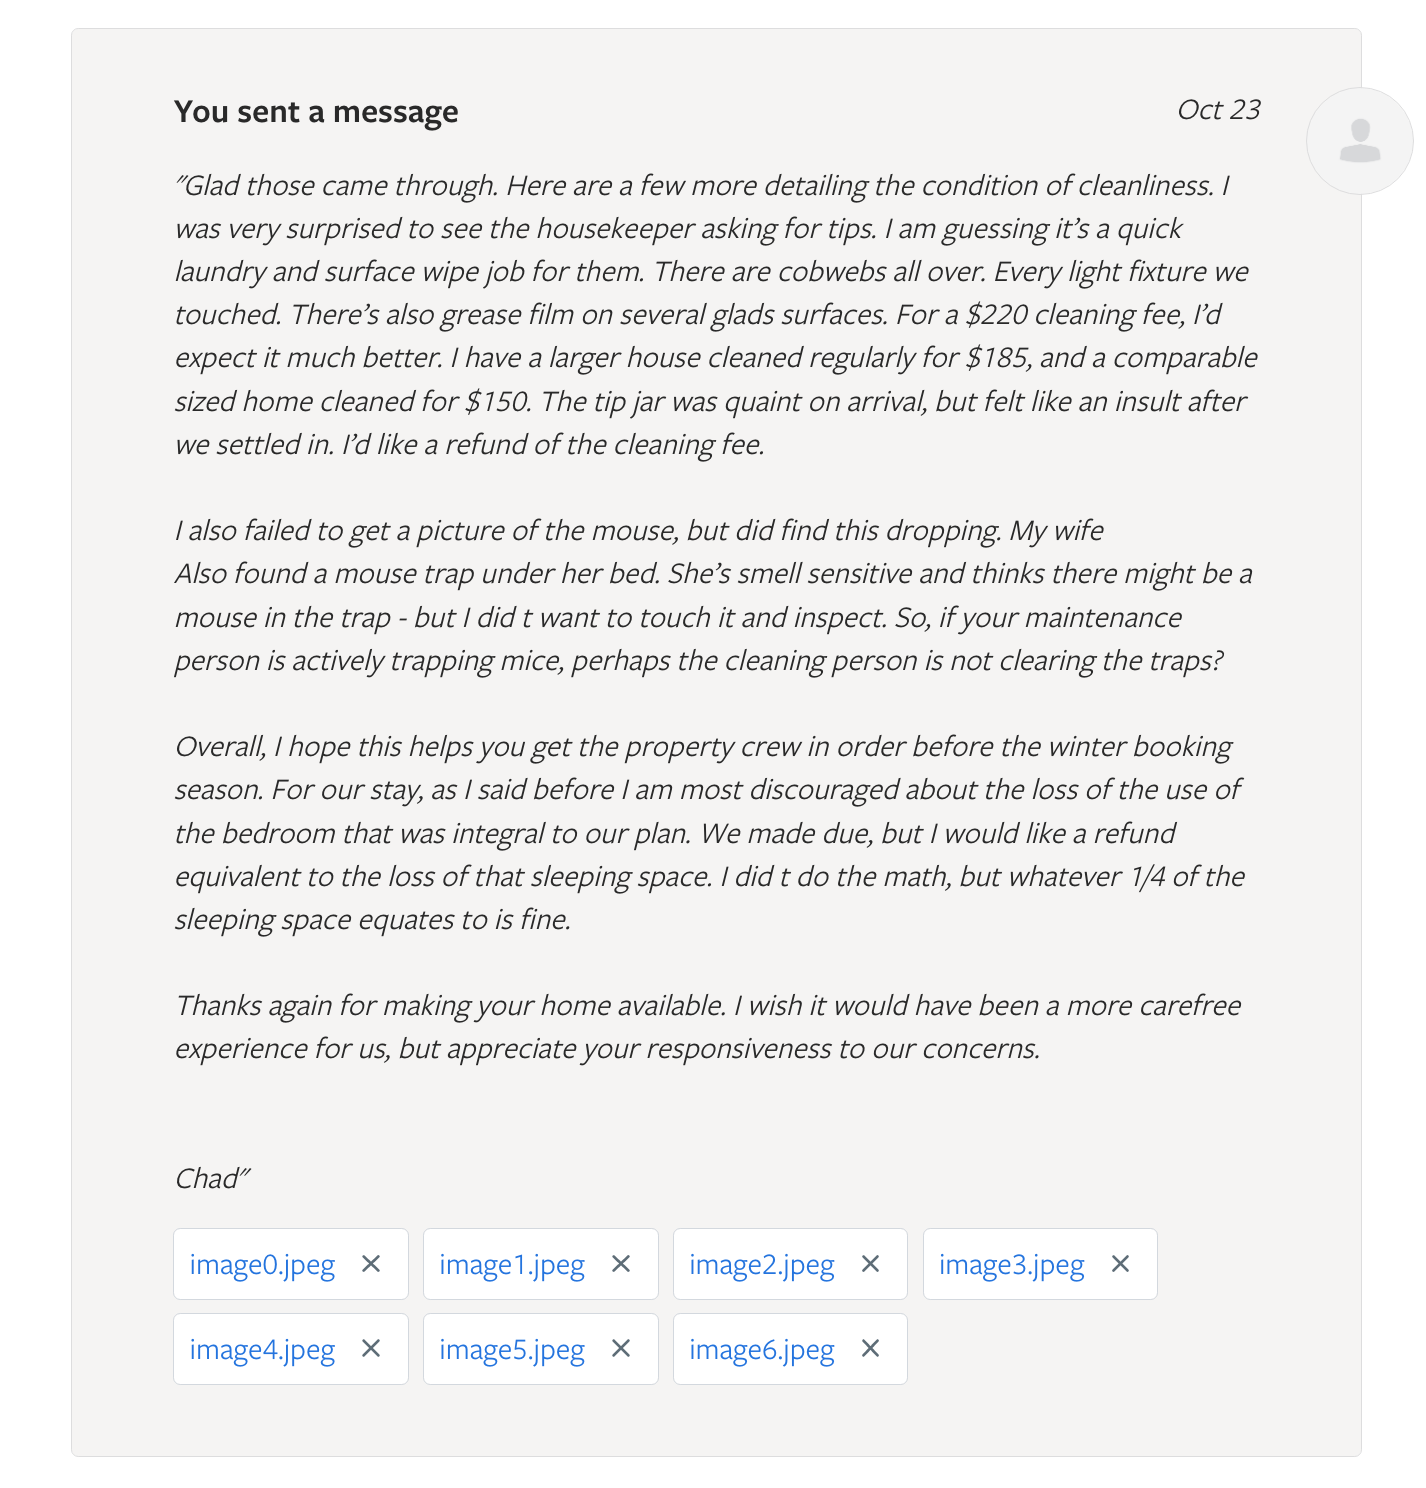 You sent a message
Oct 23
"Glad those came through. Here are a few more detailing the condition of cleanliness. I
was very surprised to see the housekeeper asking for tips. I am guessing it’s a quick
laundry and surface wipe job for them. There are cobwebs all over. Every light fixture we
touched. There’s also grease film on several glads surfaces. For a $220 cleaning fee, I’d
expect it much better. I have a larger house cleaned regularly for $185, and a comparable
sized home cleaned for $150. The tip jar was quaint on arrival, but felt like an insult after
we settled in. I’d like a refund of the cleaning fee.
I also failed to get a picture of the mouse, but did find this dropping. My wife
Also found a mouse trap under her bed. She’s smell sensitive and thinks there might be a
mouse in the trap - but I did t want to touch it and inspect. So, if your maintenance
person is actively trapping mice, perhaps the cleaning person is not clearing the traps?
Overall, I hope this helps you get the property crew in order before the winter booking
season. For our stay, as I said before I am most discouraged about the loss of the use of
the bedroom that was integral to our plan. We made due, but I would like a refund
equivalent to the loss of that sleeping space. I did t do the math, but whatever 1/4 of the
sleeping space equates to is fine.
Thanks again for making your home available. I wish it would have been a more carefree
experience for us, but appreciate your responsiveness to our concerns.
Chad"
image0.jpeg
image1.jpeg
image2.jpeg
image3.jpeg
image4.jpeg
image5.jpeg
image6.jpeg